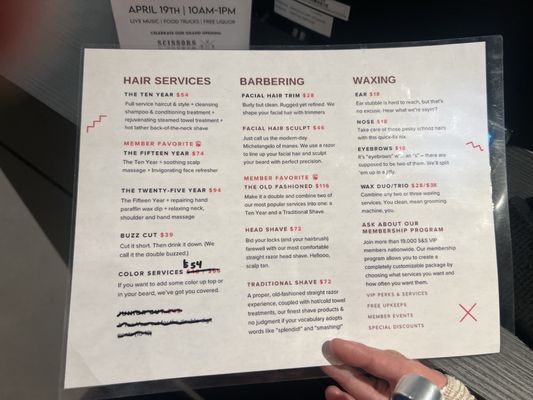 APRIL 19TH | 10AM-1PM
LIVE MUSIC | FOOD TRUCKS | FREE LIQUOR
CELEBRATE OUR GRAND OPENING
SCISSORS
HAIR SERVICES
THE TEN YEAR $54
Full service haircut & style + cleansing
shampoo & conditioning treatment +
rejuvenating steamed towel treatment +
hot lather back-of-the-neck shave
MEMBER FAVORITE
THE FIFTEEN YEAR $74
The Ten Year + soothing scalp
massage + Invigorating face refresher
THE TWENTY-FIVE YEAR $94
The Fifteen Year + repairing hand
paraffin wax dip + relaxing neck,
shoulder and hand massage
BUZZ CUT $39
Cut it short. Then drink it down. (We
call it the double buzzed.)
$54
COLOR SERVICES
If you want to add some color up top or
in your beard, we've got you covered.
BARBERING
FACIAL HAIR TRIM $28
Burly but clean. Rugged yet refined. We
shape your facial hair with trimmers
FACIAL HAIR SCULPT $46
Just call us the modern-day
Michelangelo of manes. We use a razor
to line up your facial hair and sculpt
your beard with perfect precision.
MEMBER FAVORITE
THE OLD FASHIONED $116
Make it a double and combine two of
our most popular services into one: a
Ten Year and a Traditional Shave.
HEAD SHAVE $72
Bid your locks (and your hairbrush)
farewell with our most comfortable
straight razor head shave. Hellooo,
scalp tan.
TRADITIONAL SHAVE $72
A proper, old-fashioned straight razor
experience, coupled with hot/cold towel
treatments, our finest shave products &
no judgment if your vocabulary adopts
words like "splendid!" and "smashing!"
WAXING
EAR $18
Ear stubble is hard to reach, but that's
no excuse. Hear what we're sayin'?
NOSE $18
Take care of those pesky schnoz hairs
with this quick-fix nix.
EYEBROWS $18
It's "eyebrows" "s" – there are
supposed to be two of them. We'll split
'em up in a jiffy.
WAX DUO/TRIO $28/$38
Combine any two or three waxing
services. You clean, mean grooming
machine, you.
ASK ABOUT OUR
MEMBERSHIP PROGRAM
Join more than 19,000 S&S VIP
members nationwide. Our membership
program allows you to create a
completely customizable package by
choosing what services you want and
how often you want them.
VIP PERKS & SERVICES
FREE UPKEEPS
MEMBER EVENTS
SPECIAL DISCOUNTS